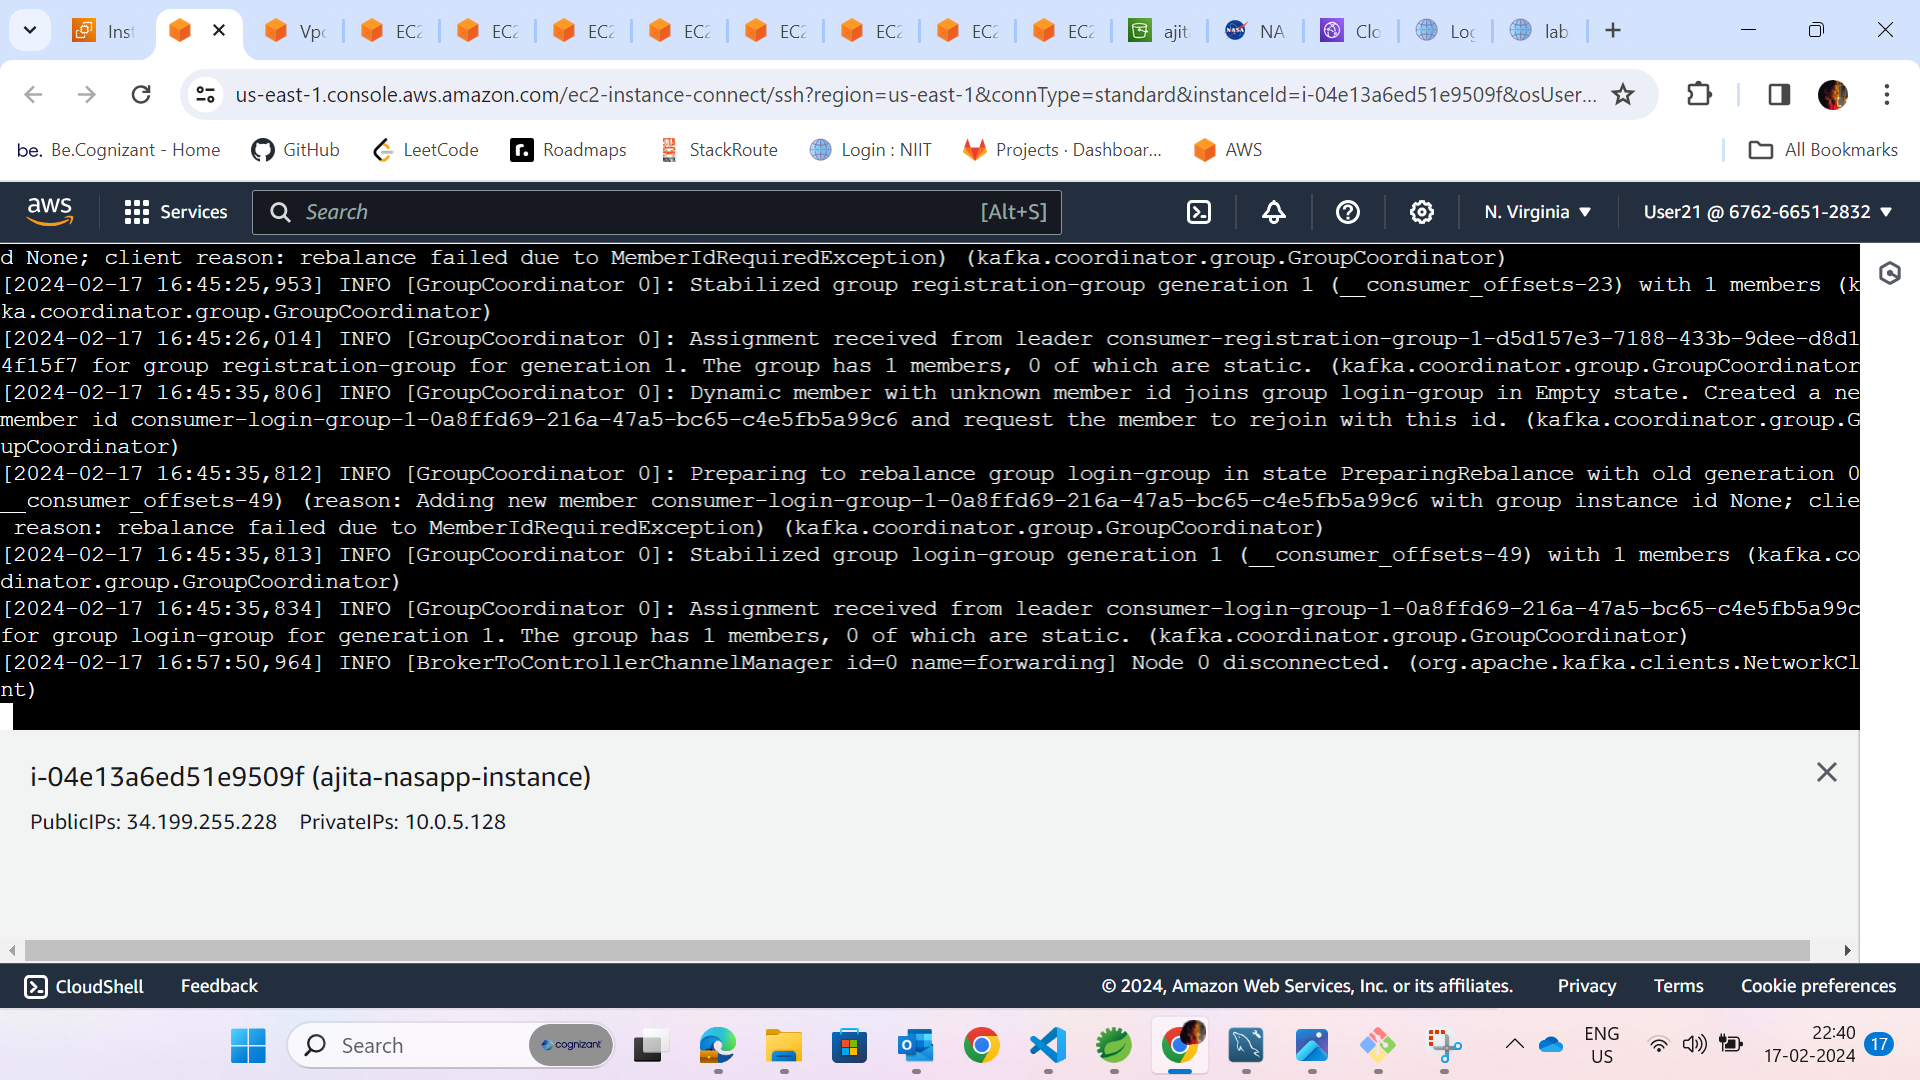 Inst
Vpc
EC2
EC2
EC2
EC2
EC2
EC2
EC2
EC2
ajita
NA
Clo
Log
lab
us-east-1.console.aws.amazon.com/ec2-instance-connect/ssh?region=us-east-1&connType=standard&instanceId=i-04e13a6ed51e9509f&osUser...
be. Be.Cognizant - Home
GitHub
LeetCode
Roadmaps
StackRoute
Login : NIIT
Projects · Dashboar...
AWS
All Bookmarks
aws
Services
Search
[Alt+S]
N. Virginia
User21 @ 6762-6651-2832
d None; client reason: rebalance failed due to MemberIdRequiredException) (kafka.coordinator.group.GroupCoordinator)
[2024-02-17 16:45:25,953] INFO [GroupCoordinator 0]: Stabilized group registration-group generation 1 (__consumer_offsets-23) with 1 members (k
ka.coordinator.group.GroupCoordinator)
[2024-02-17 16:45:26,014] INFO [GroupCoordinator 0]: Assignment received from leader consumer-registration-group-1-d5d157e3-7188-433b-9dee-d8d1
4f15f7 for group registration-group for generation 1. The group has 1 members, 0 of which are static. (kafka.coordinator.group.GroupCoordinator
[2024-02-17 16:45:35,806] INFO [GroupCoordinator 0]: Dynamic member with unknown member id joins group login-group in Empty state. Created a ne
member id consumer-login-group-1-0a8ffd69-216a-47a5-bc65-c4e5fb5a99c6 and request the member to rejoin with this id. (kafka.coordinator.group.G
upCoordinator)
[2024-02-17 16:45:35,812] INFO [GroupCoordinator 0]: Preparing to rebalance group login-group in state PreparingRebalance with old generation 0
__consumer_offsets-49) (reason: Adding new member consumer-login-group-1-0a8ffd69-216a-47a5-bc65-c4e5fb5a99c6 with group instance id None; clie
reason: rebalance failed due to MemberIdRequiredException) (kafka.coordinator.group.GroupCoordinator)
[2024-02-17 16:45:35,813] INFO [GroupCoordinator 0]: Stabilized group login-group generation 1 (__consumer_offsets-49) with 1 members (kafka.co
dinator.group.GroupCoordinator)
[2024-02-17 16:45:35,834] INFO [GroupCoordinator 0]: Assignment received from leader consumer-login-group-1-0a8ffd69-216a-47a5-bc65-c4e5fb5a99c
for group login-group for generation 1. The group has 1 members, 0 of which are static. (kafka.coordinator.group.GroupCoordinator)
[2024-02-17 16:57:50,964] INFO [BrokerToControllerChannelManager id=0 name=forwarding] Node 0 disconnected. (org.apache.kafka.clients.NetworkCl
nt)
i-04e13a6ed51e9509f (ajita-nasapp-instance)
PublicIPs: 34.199.255.228 PrivateIPs: 10.0.5.128
CloudShell
Feedback
© 2024, Amazon Web Services, Inc. or its affiliates.
Privacy
Terms
Cookie preferences
Search
cognizant
ENG
US
22:40
17-02-2024
17